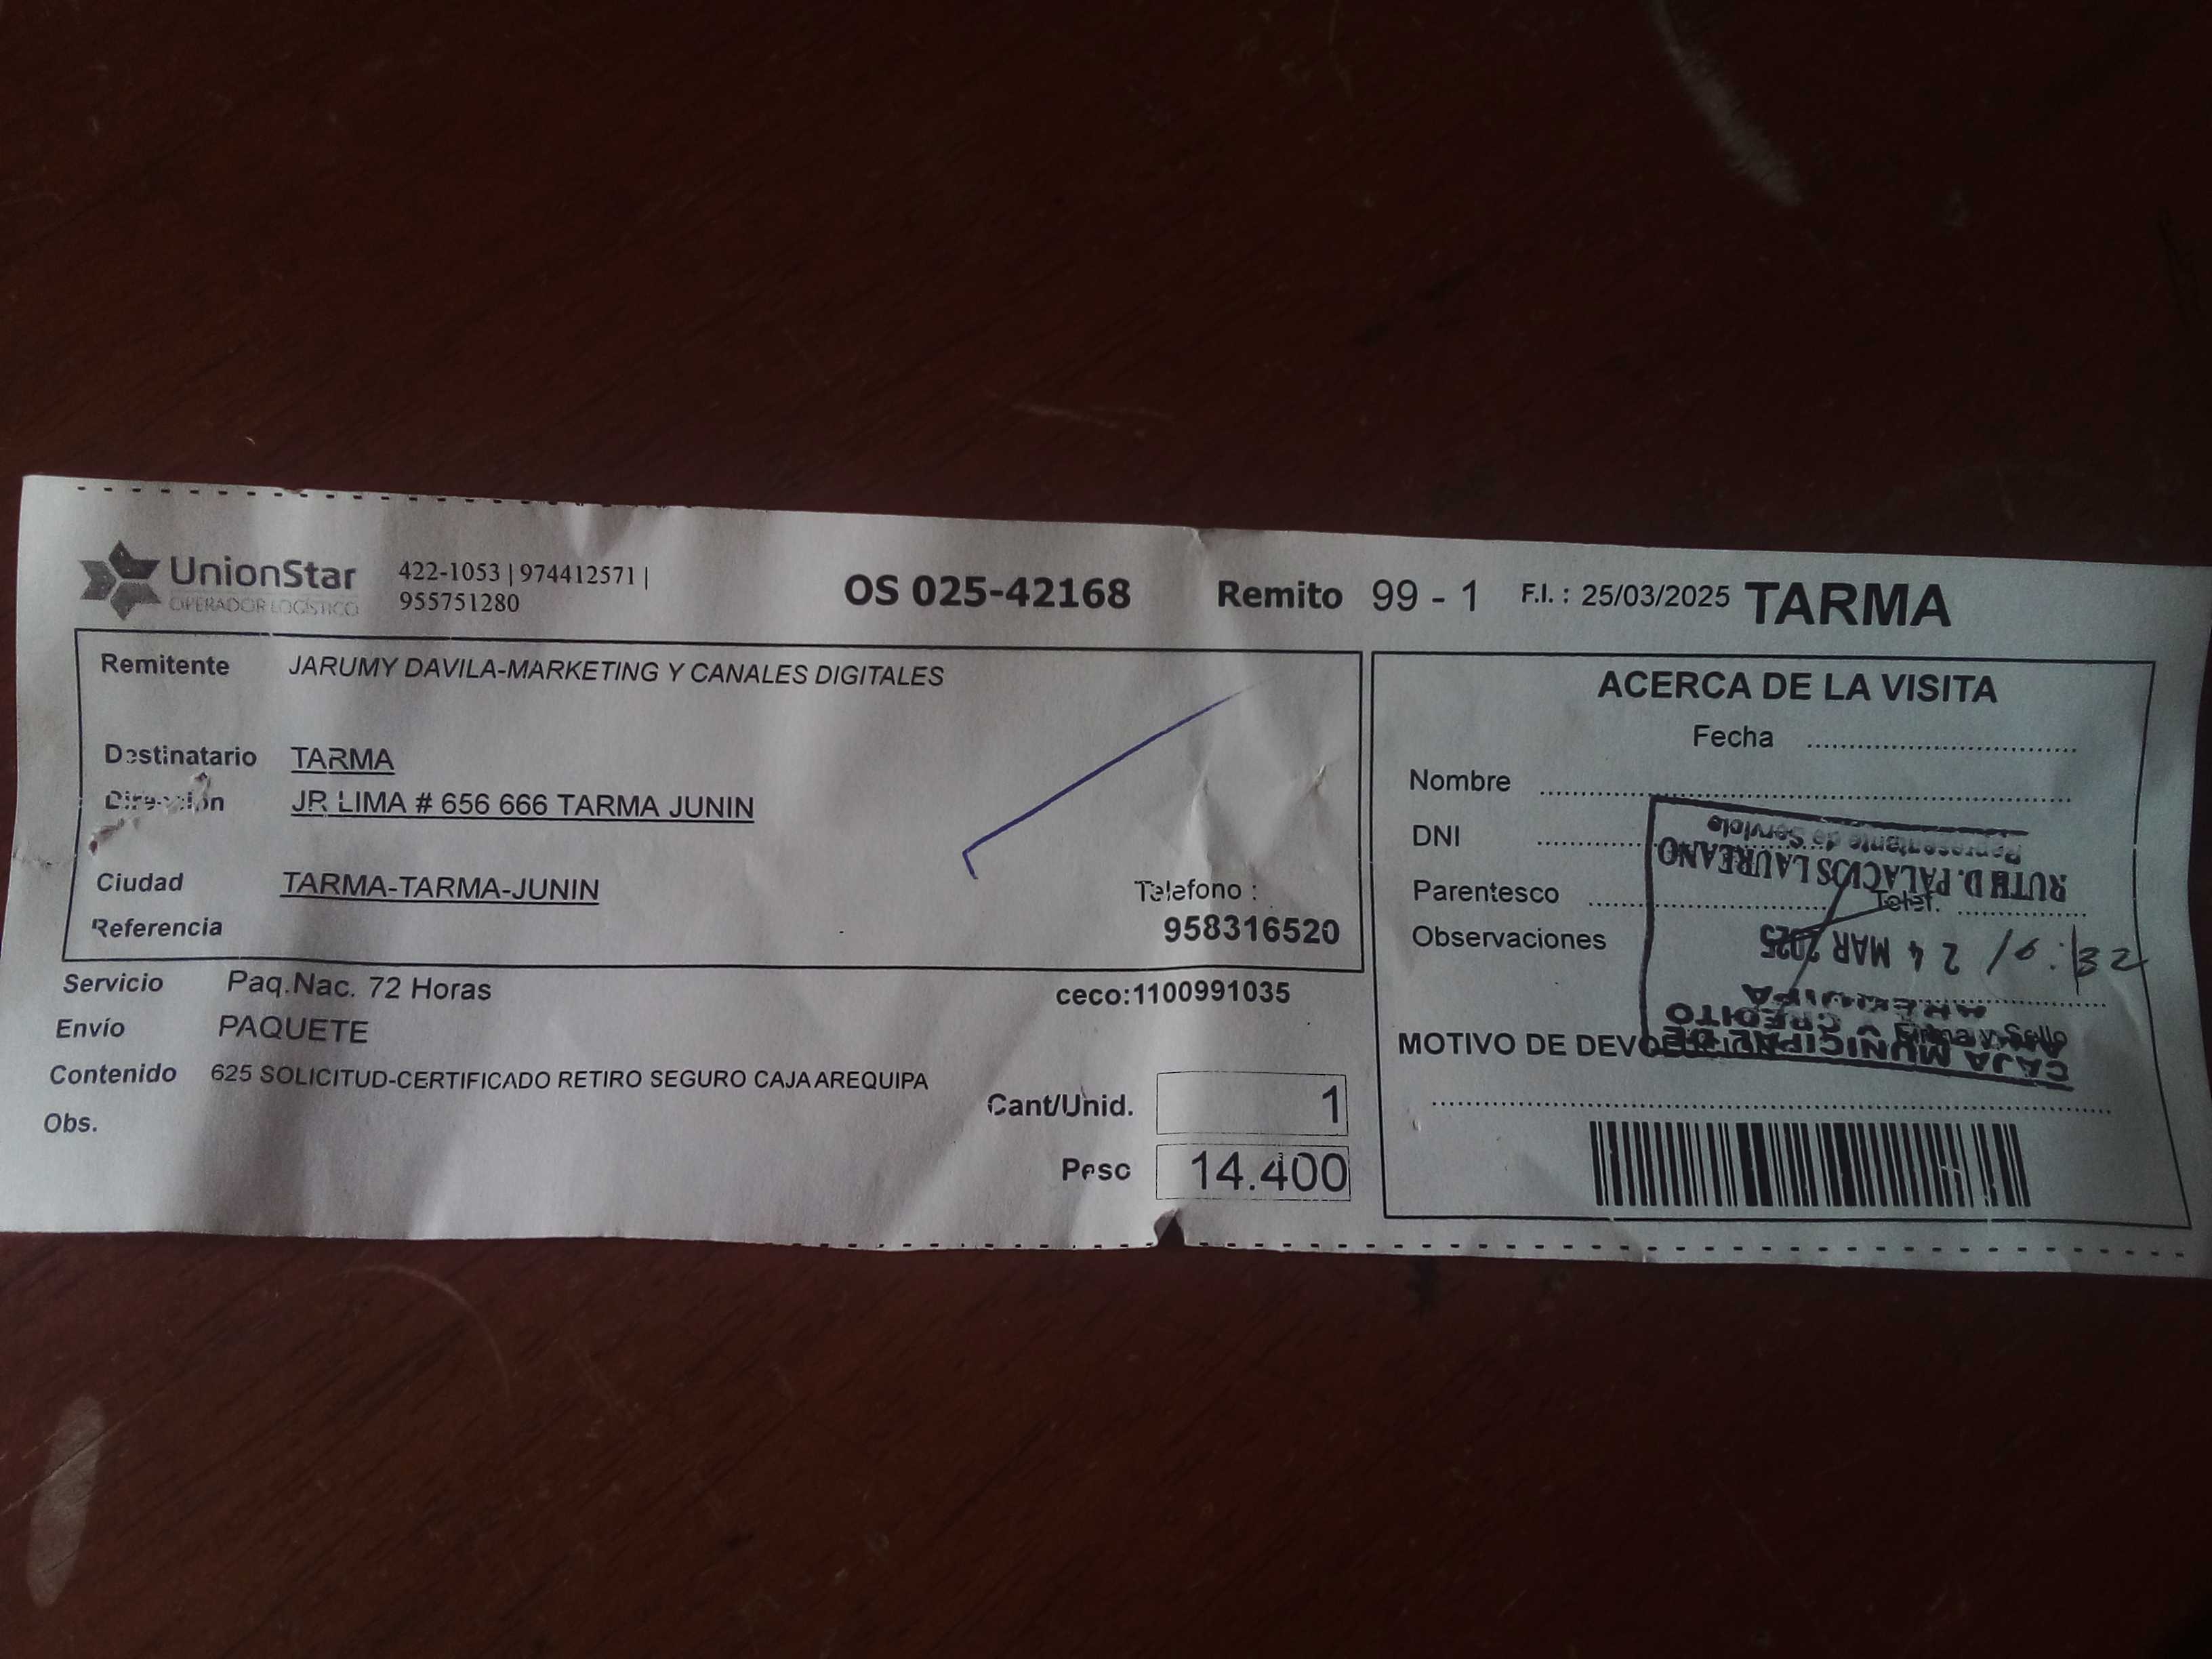 UnionStar
OPERADOR LOGÍSTICO
422-1053 | 974412571 |
955751280
OS 025-42168
Remito 99 - 1
F.I. : 25/03/2025
TARMA
Remitente JARUMY DAVILA-MARKETING Y CANALES DIGITALES
Destinatario TARMA
Dirección JR LIMA # 656 666 TARMA JUNIN
Ciudad TARMA-TARMA-JUNIN
Telefono :
Referencia
958316520
Servicio Paq.Nac. 72 Horas
ceco:1100991035
Envío PAQUETE
Contenido 625 SOLICITUD-CERTIFICADO RETIRO SEGURO CAJA AREQUIPA
Obs.
Cant/Unid. 1
Peso 14.400
ACERCA DE LA VISITA
Fecha
Nombre
DNI
Parentesco
Telef.
Observaciones
Firma y Sello
MOTIVO DE
CAJA MUNICIPAL DE
AHORRO Y CREDITO
AREQUIPA
24 MAR 2025
RUTH D. PALACIOS LAUREANO
Representante de Servicio